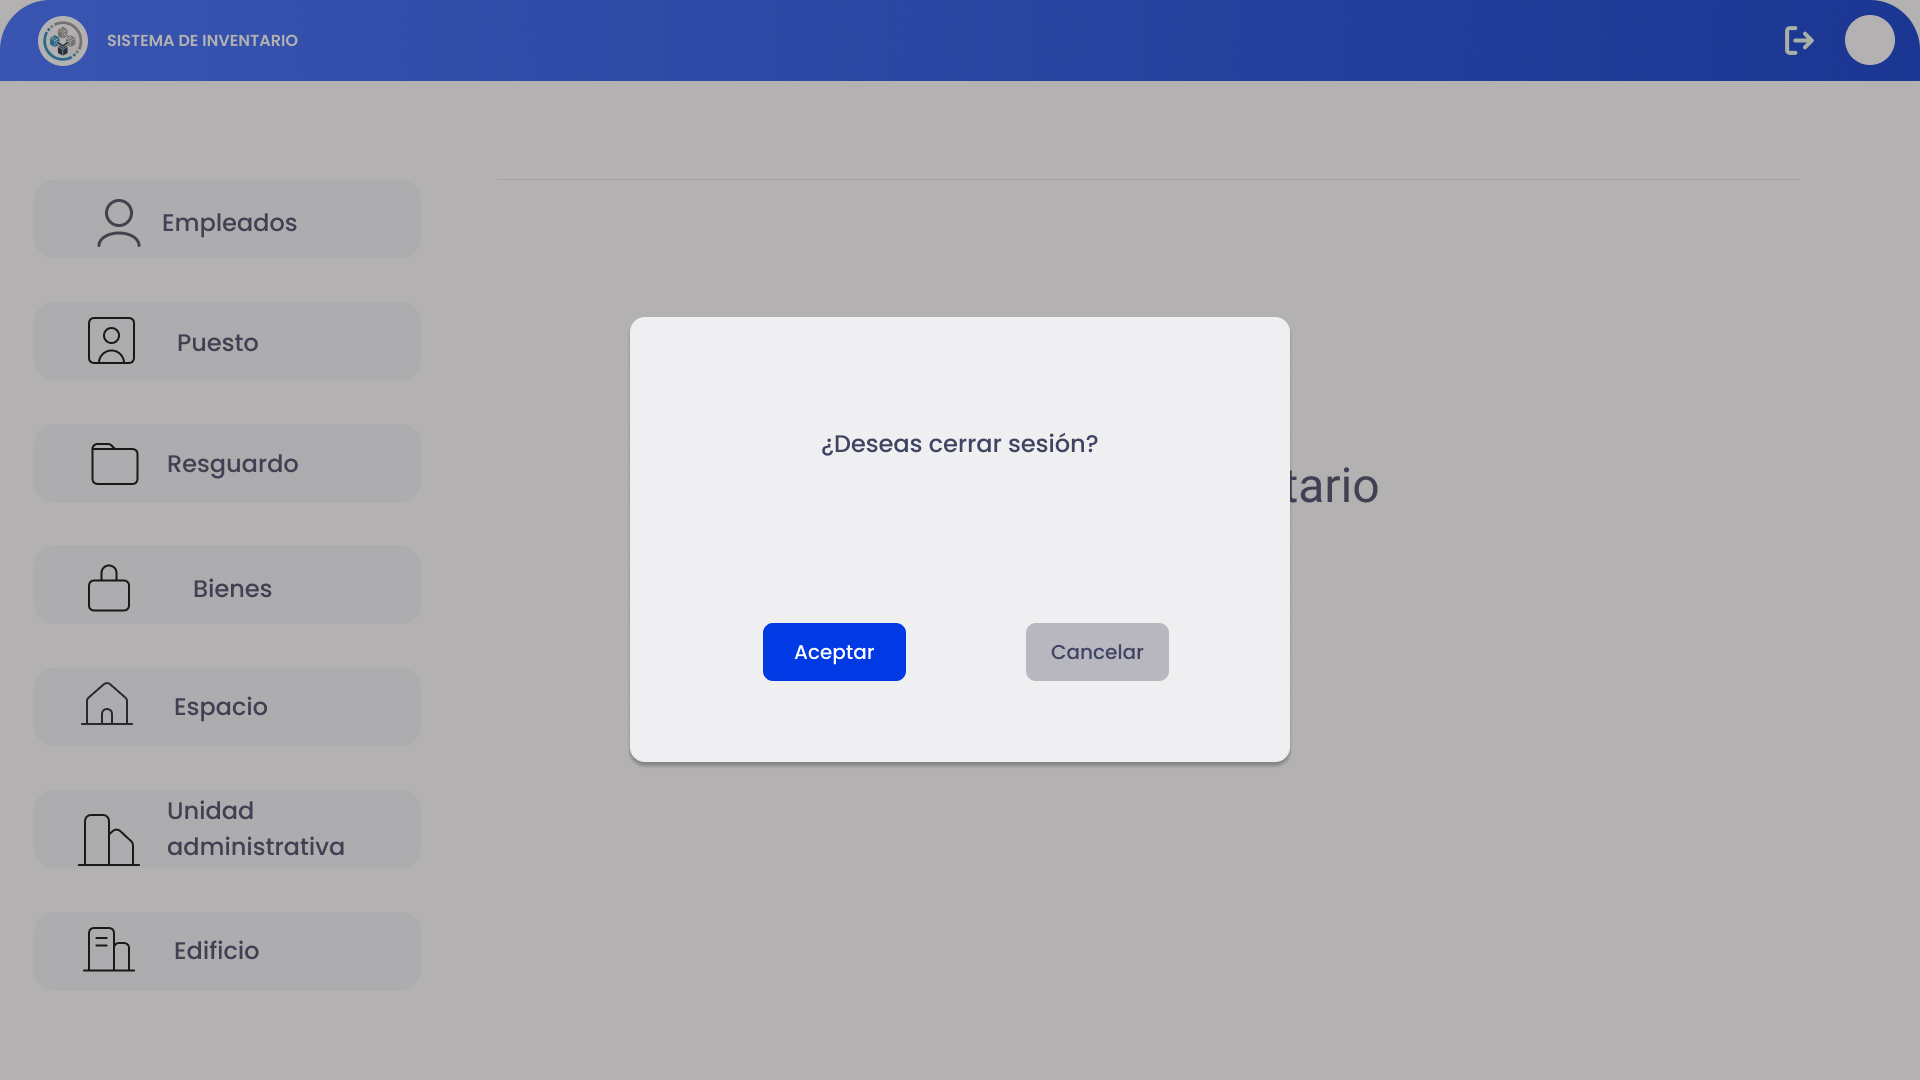 SISTEMA DE INVENTARIO
Empleados
Puesto
Resguardo
Bienes
Espacio
Unidad
administrativa
Edificio
tario
¿Deseas cerrar sesión?
Aceptar
Cancelar